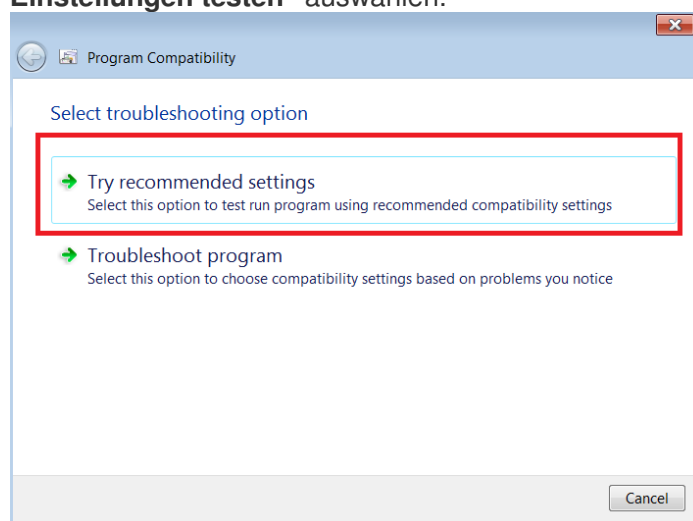 Einstellungen testen" auswählen.
Program Compatibility
Select troubleshooting option
Try recommended settings
Select this option to test run program using recommended compatibility settings
Troubleshoot program
Select this option to choose compatibility settings based on problems you notice
Cancel